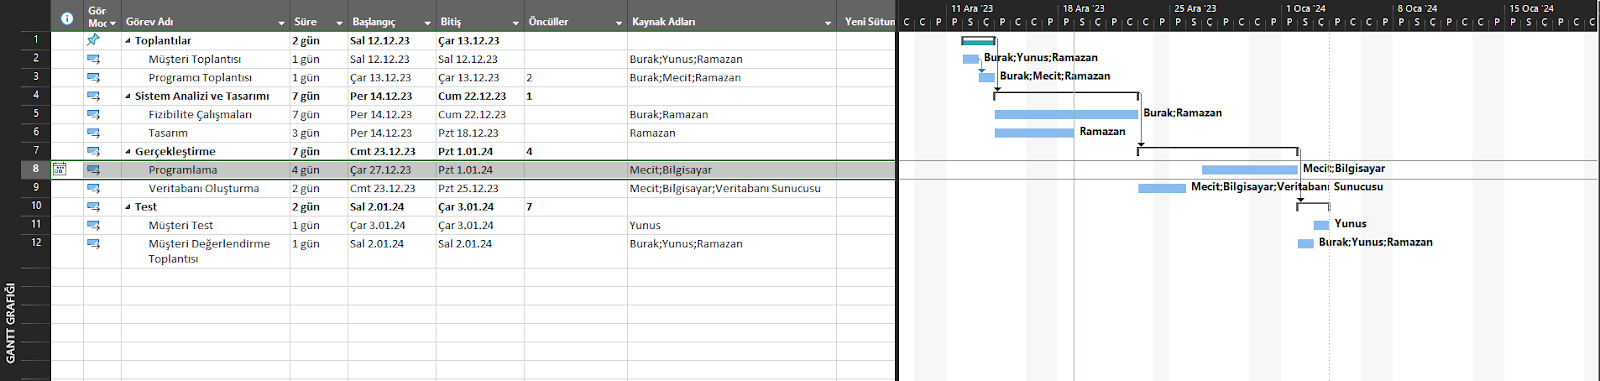 Gör
Moc Görev Adı Süre Başlangıç Bitiş Öncüller Kaynak Adları Yeni Sütun
11 Ara '23 18 Ara '23 25 Ara '23 1 Oca '24 8 Oca '24 15 Oca '24
C C P P S Ç P C C P P S Ç P C C P P S Ç P C C P P S Ç P C C P P S Ç P C C P P S Ç P C C
1 Toplantılar 2 gün Sal 12.12.23 Çar 13.12.23
2 Müşteri Toplantısı 1 gün Sal 12.12.23 Sal 12.12.23 Burak;Yunus;Ramazan Burak;Yunus;Ramazan
3 Programcı Toplantısı 1 gün Çar 13.12.23 Çar 13.12.23 2 Burak;Mecit;Ramazan Burak;Mecit;Ramazan
4 Sistem Analizi ve Tasarımı 7 gün Per 14.12.23 Cum 22.12.23 1
5 Fizibilite Çalışmaları 7 gün Per 14.12.23 Cum 22.12.23 Burak;Ramazan Burak;Ramazan
6 Tasarım 3 gün Per 14.12.23 Pzt 18.12.23 Ramazan Ramazan
7 Gerçekleştirme 7 gün Cmt 23.12.23 Pzt 1.01.24 4
8 Programlama 4 gün Çar 27.12.23 Pzt 1.01.24 Mecit;Bilgisayar Mecit;Bilgisayar
9 Veritabanı Oluşturma 2 gün Cmt 23.12.23 Pzt 25.12.23 Mecit;Bilgisayar;Veritabanı Sunucusu Mecit;Bilgisayar;Veritabanı Sunucusu
10 Test 2 gün Sal 2.01.24 Çar 3.01.24 7
11 Müşteri Test 1 gün Çar 3.01.24 Çar 3.01.24 Yunus Yunus
12 Müşteri Değerlendirme 1 gün Sal 2.01.24 Sal 2.01.24 Burak;Yunus;Ramazan Burak;Yunus;Ramazan
Toplantısı
GANTT GRAFİĞİ